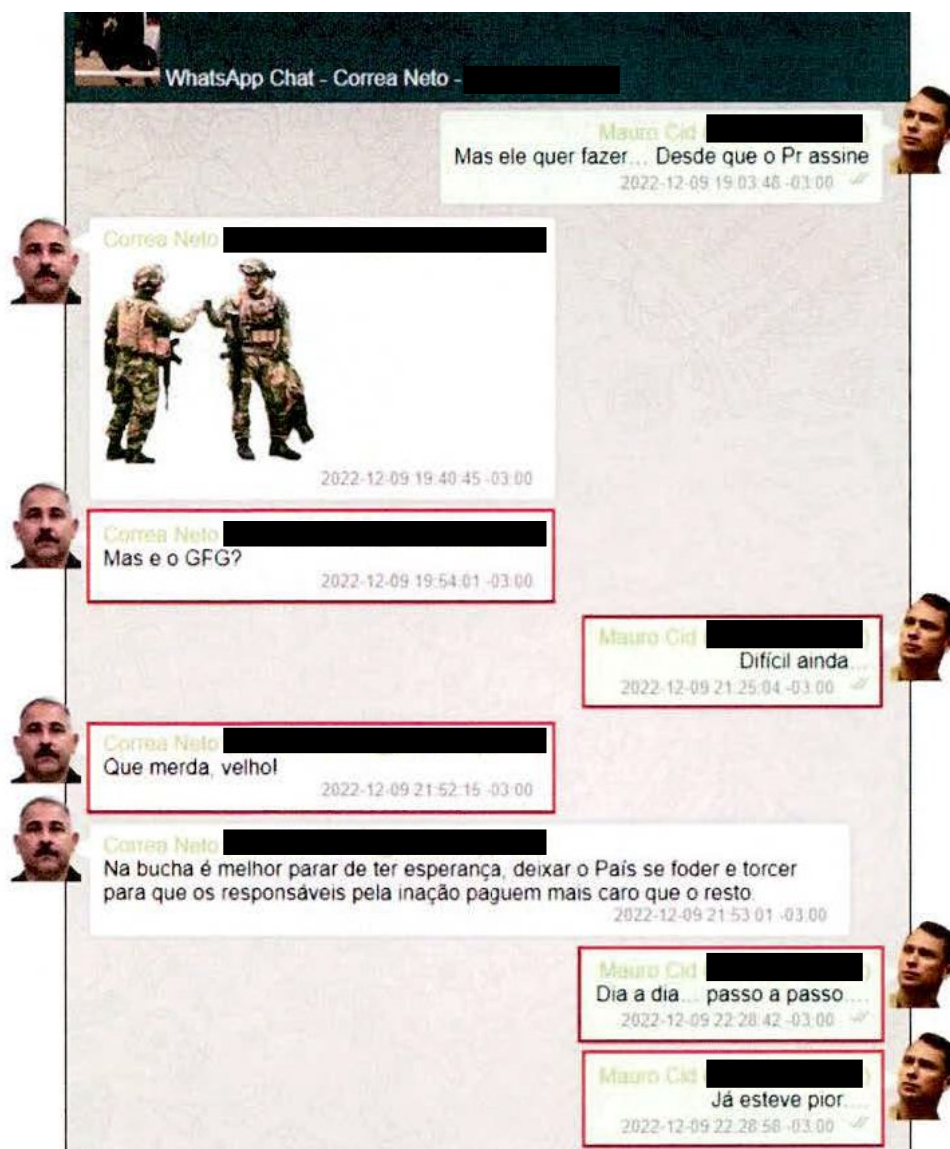 WhatsApp Chat - Correa Neto -
Mauro Cid (
Mas ele quer fazer... Desde que o Pr assine
2022-12-09 19:03:48 -03:00
Correa Neto
2022-12-09 19:40:45 -03:00
Correa Neto
Mas e o GFG?
2022-12-09 19:54:01 -03:00
Mauro Cid (
Difícil ainda...
2022-12-09 21:25:04 -03:00
Correa Neto
Que merda, velho!
2022-12-09 21:52:15 -03:00
Correa Neto
Na bucha é melhor parar de ter esperança, deixar o País se foder e torcer
para que os responsáveis pela inação paguem mais caro que o resto.
2022-12-09 21:53:01 -03:00
Mauro Cid (
Dia a dia... passo a passo....
2022-12-09 22:28:42 -03:00
Mauro Cid (
Já esteve pior....
2022-12-09 22:28:58 -03:00